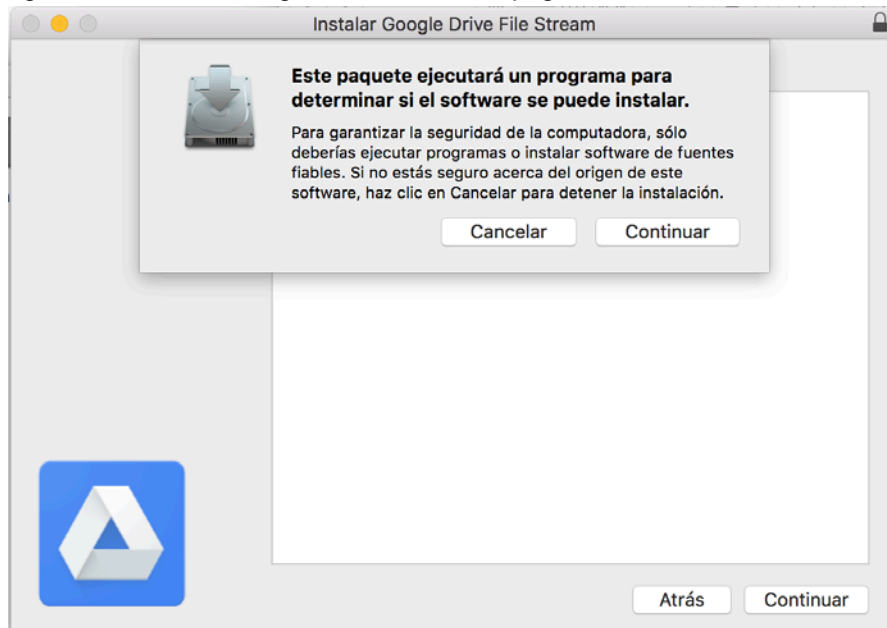 Instalar Google Drive File Stream
Este paquete ejecutará un programa para
determinar si el software se puede instalar.
Para garantizar la seguridad de la computadora, sólo
deberías ejecutar programas o instalar software de fuentes
fiables. Si no estás seguro acerca del origen de este
software, haz clic en Cancelar para detener la instalación.
Cancelar Continuar
Atrás Continuar